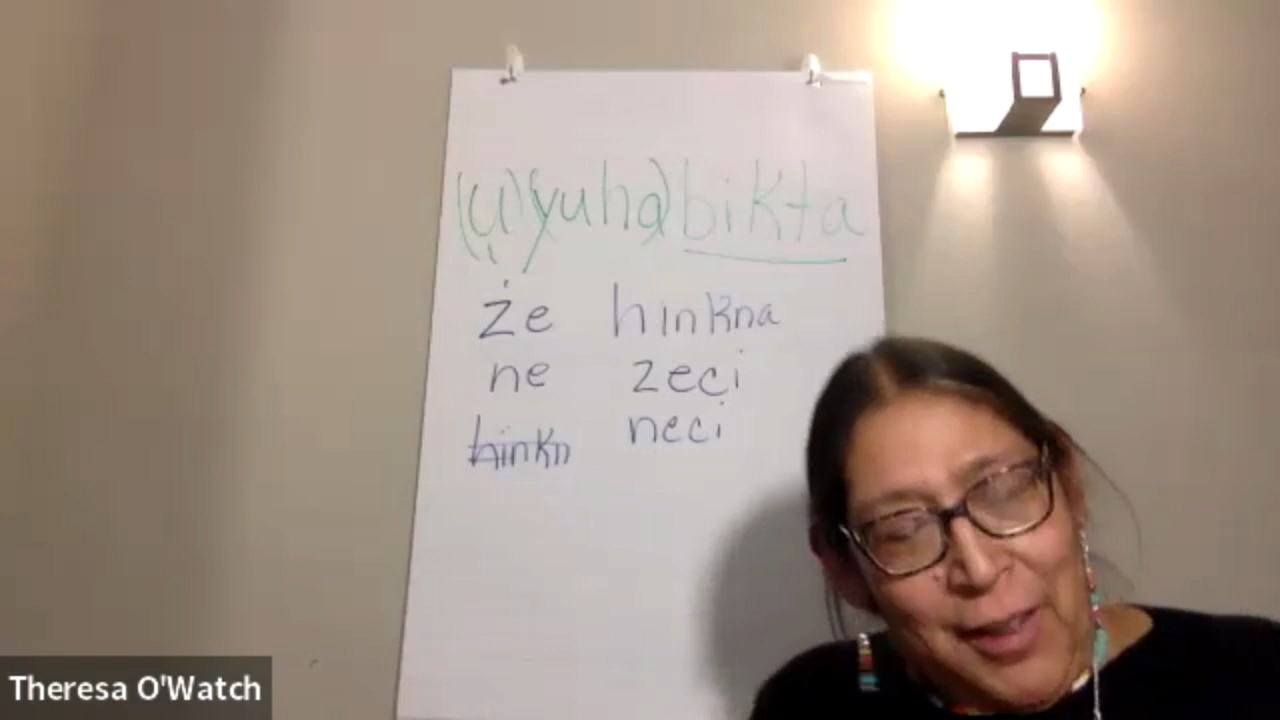 (ų)(yuha)bikta
że hinkna
ne zeci
hinkn neci
Theresa O'Watch